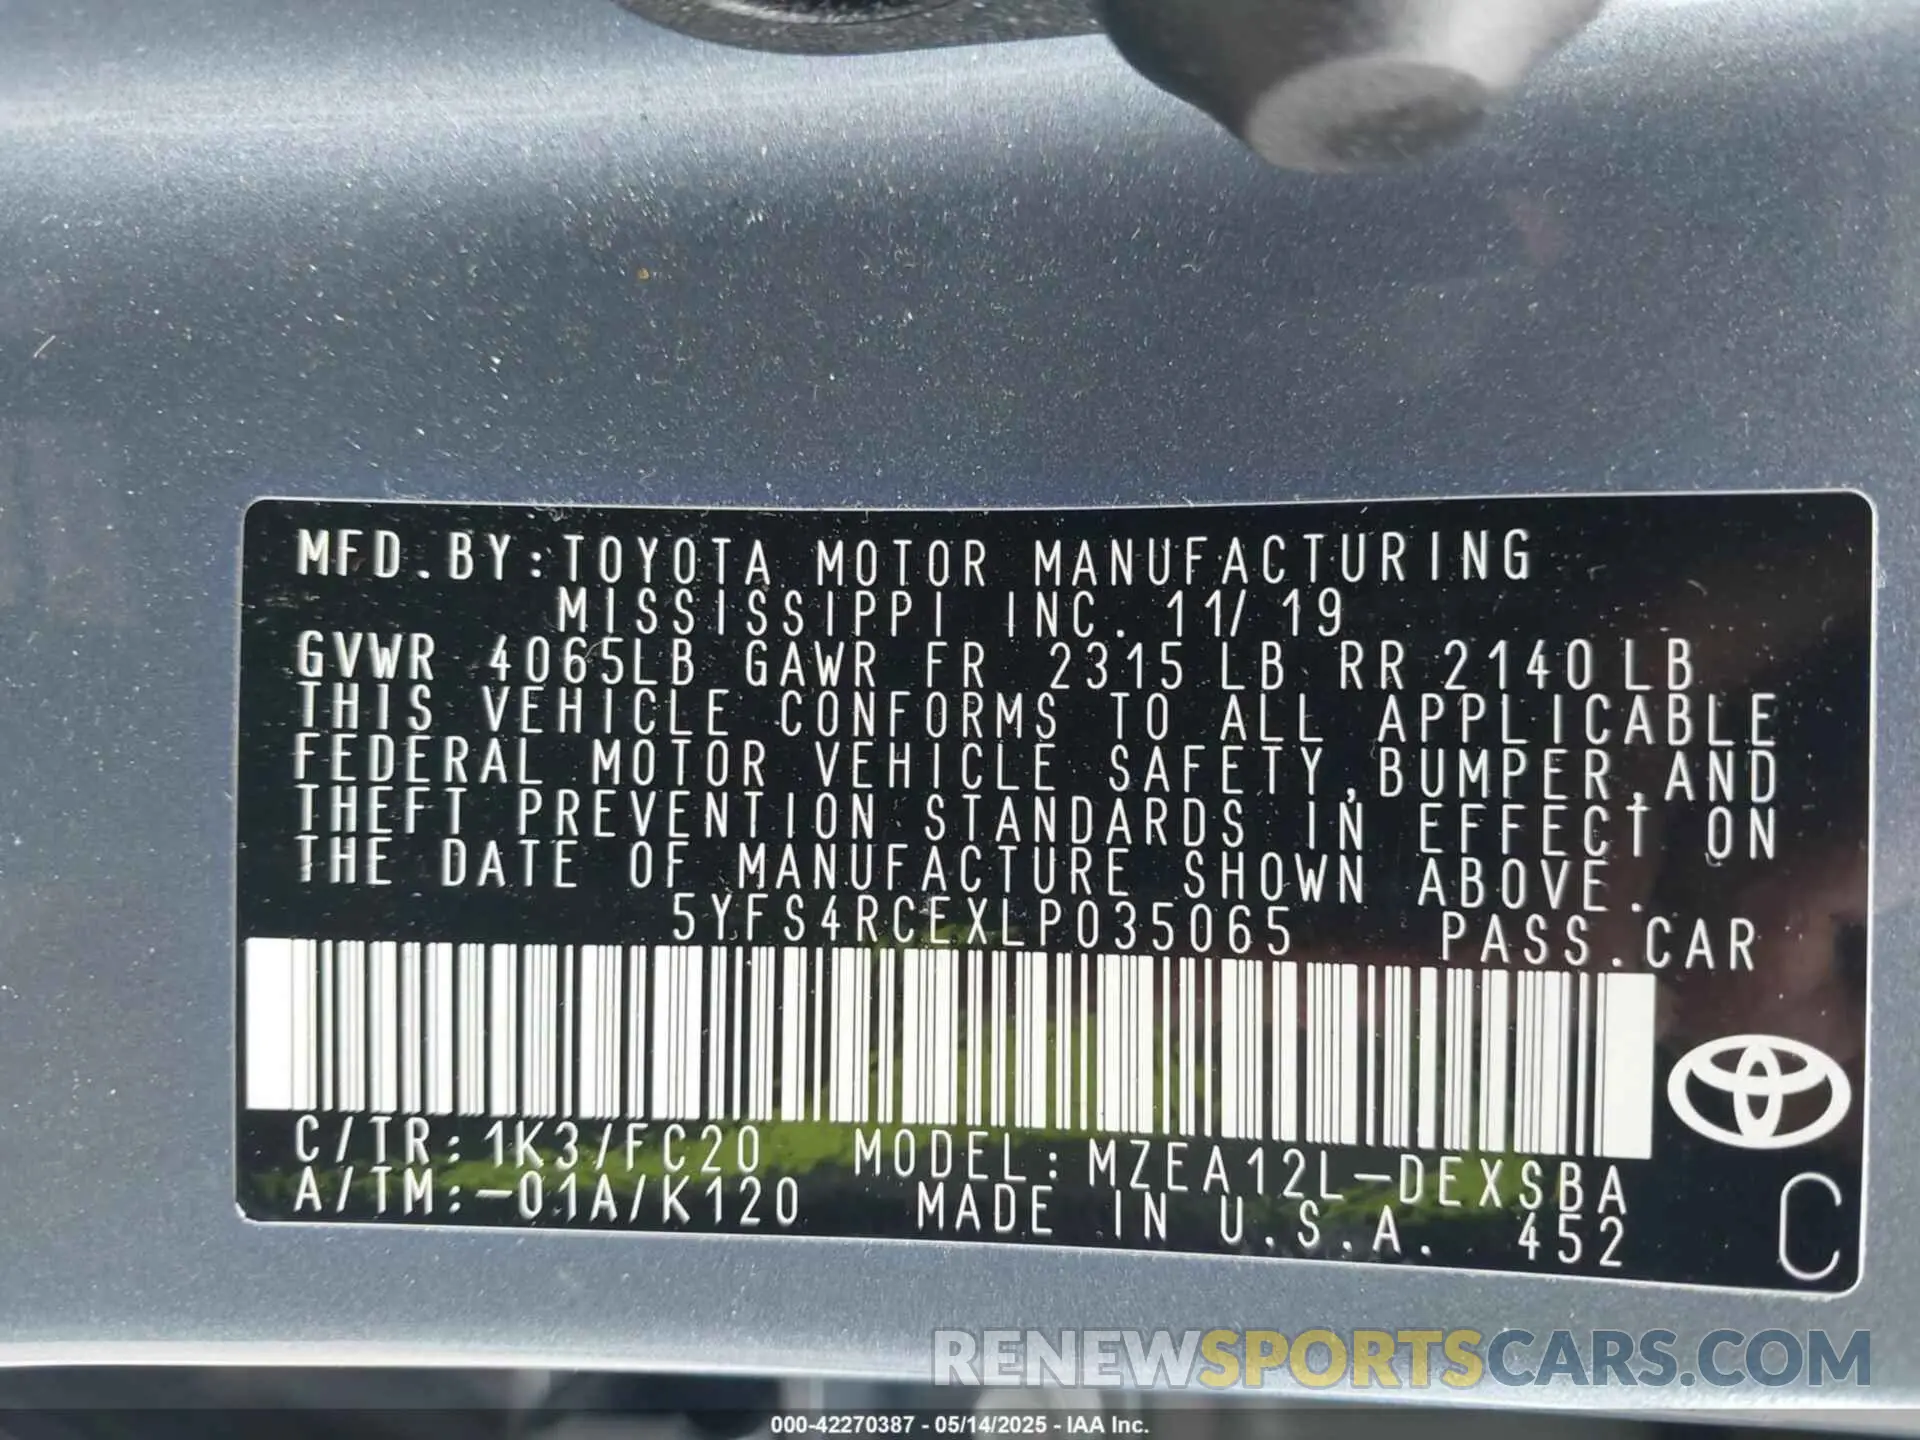 MFD.BY:TOYOTA MOTOR MANUFACTURING
MISSISSIPPI INC. 11/19
GVWR 4065LB GAWR FR 2315 LB RR 2140 LB
THIS VEHICLE CONFORMS TO ALL APPLICABLE
FEDERAL MOTOR VEHICLE SAFETY,BUMPER,AND
THEFT PREVENTION STANDARDS IN EFFECT ON
THE DATE OF MANUFACTURE SHOWN ABOVE.
5YFS4RCEXLP035065 PASS.CAR
C/TR:1K3/FC20 MODEL:MZEA12L-DEXSBA
A/TM:-01A/K120 MADE IN U.S.A. 452
C
RENEWSPORTSCARS.COM
000-42270387 - 05/14/2025 - IAA Inc.